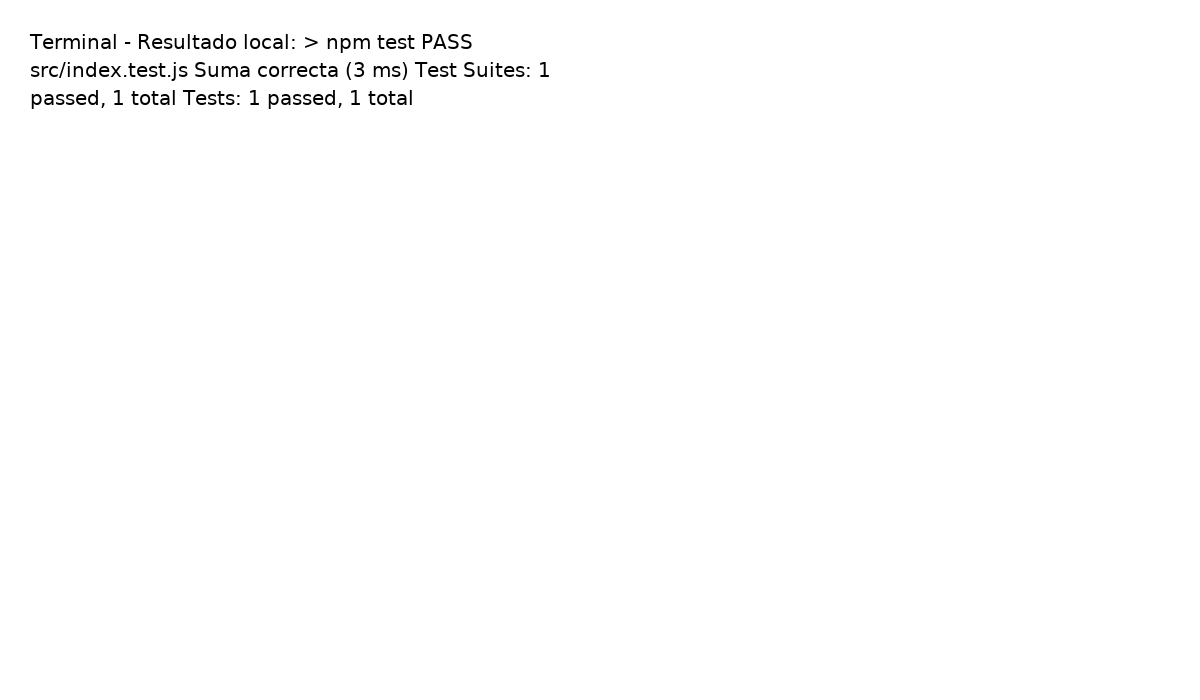 Terminal - Resultado local: > npm test PASS
src/index.test.js Suma correcta (3 ms) Test Suites: 1
passed, 1 total Tests: 1 passed, 1 total